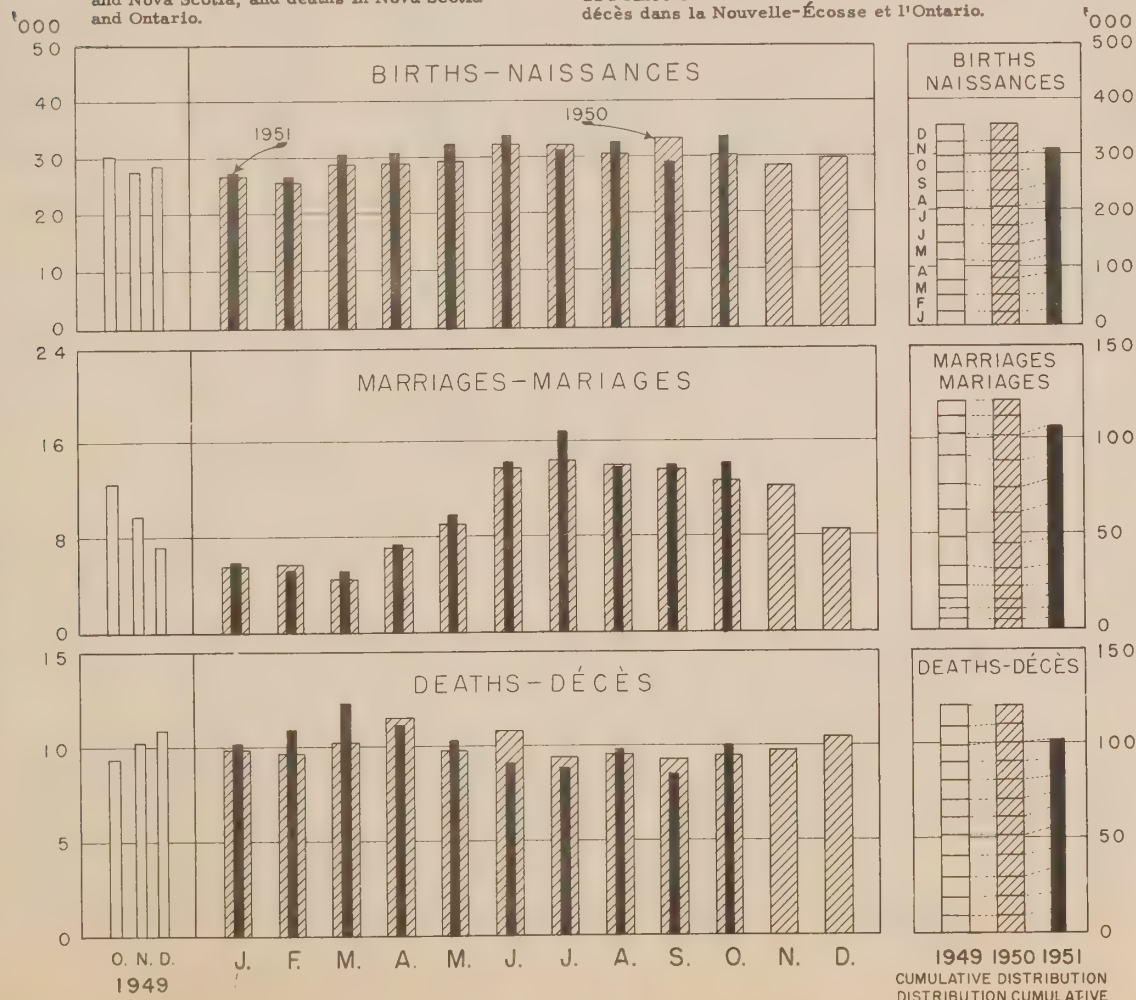 and Nova Scotia, and deaths in Nova Scotia
and Ontario.
décès dans la Nouvelle-Écosse et l'Ontario.
'000
50
40
30
20
10
0
BIRTHS-NAISSANCES
1951
1950
'000
500
400
300
200
100
0
BIRTHS
NAISSANCES
D
N
O
S
A
J
J
M
A
M
F
J
24
16
8
0
MARRIAGES-MARIAGES
MARRIAGES
MARIAGES
150
100
50
0
15
10
5
0
DEATHS-DÉCÈS
DEATHS-DÉCÈS
150
100
50
0
O. N. D.
1949
J. F. M. A. M. J. J. A. S. O. N. D.
1949 1950 1951
CUMULATIVE DISTRIBUTION
DISTRIBUTION CUMULATIVE